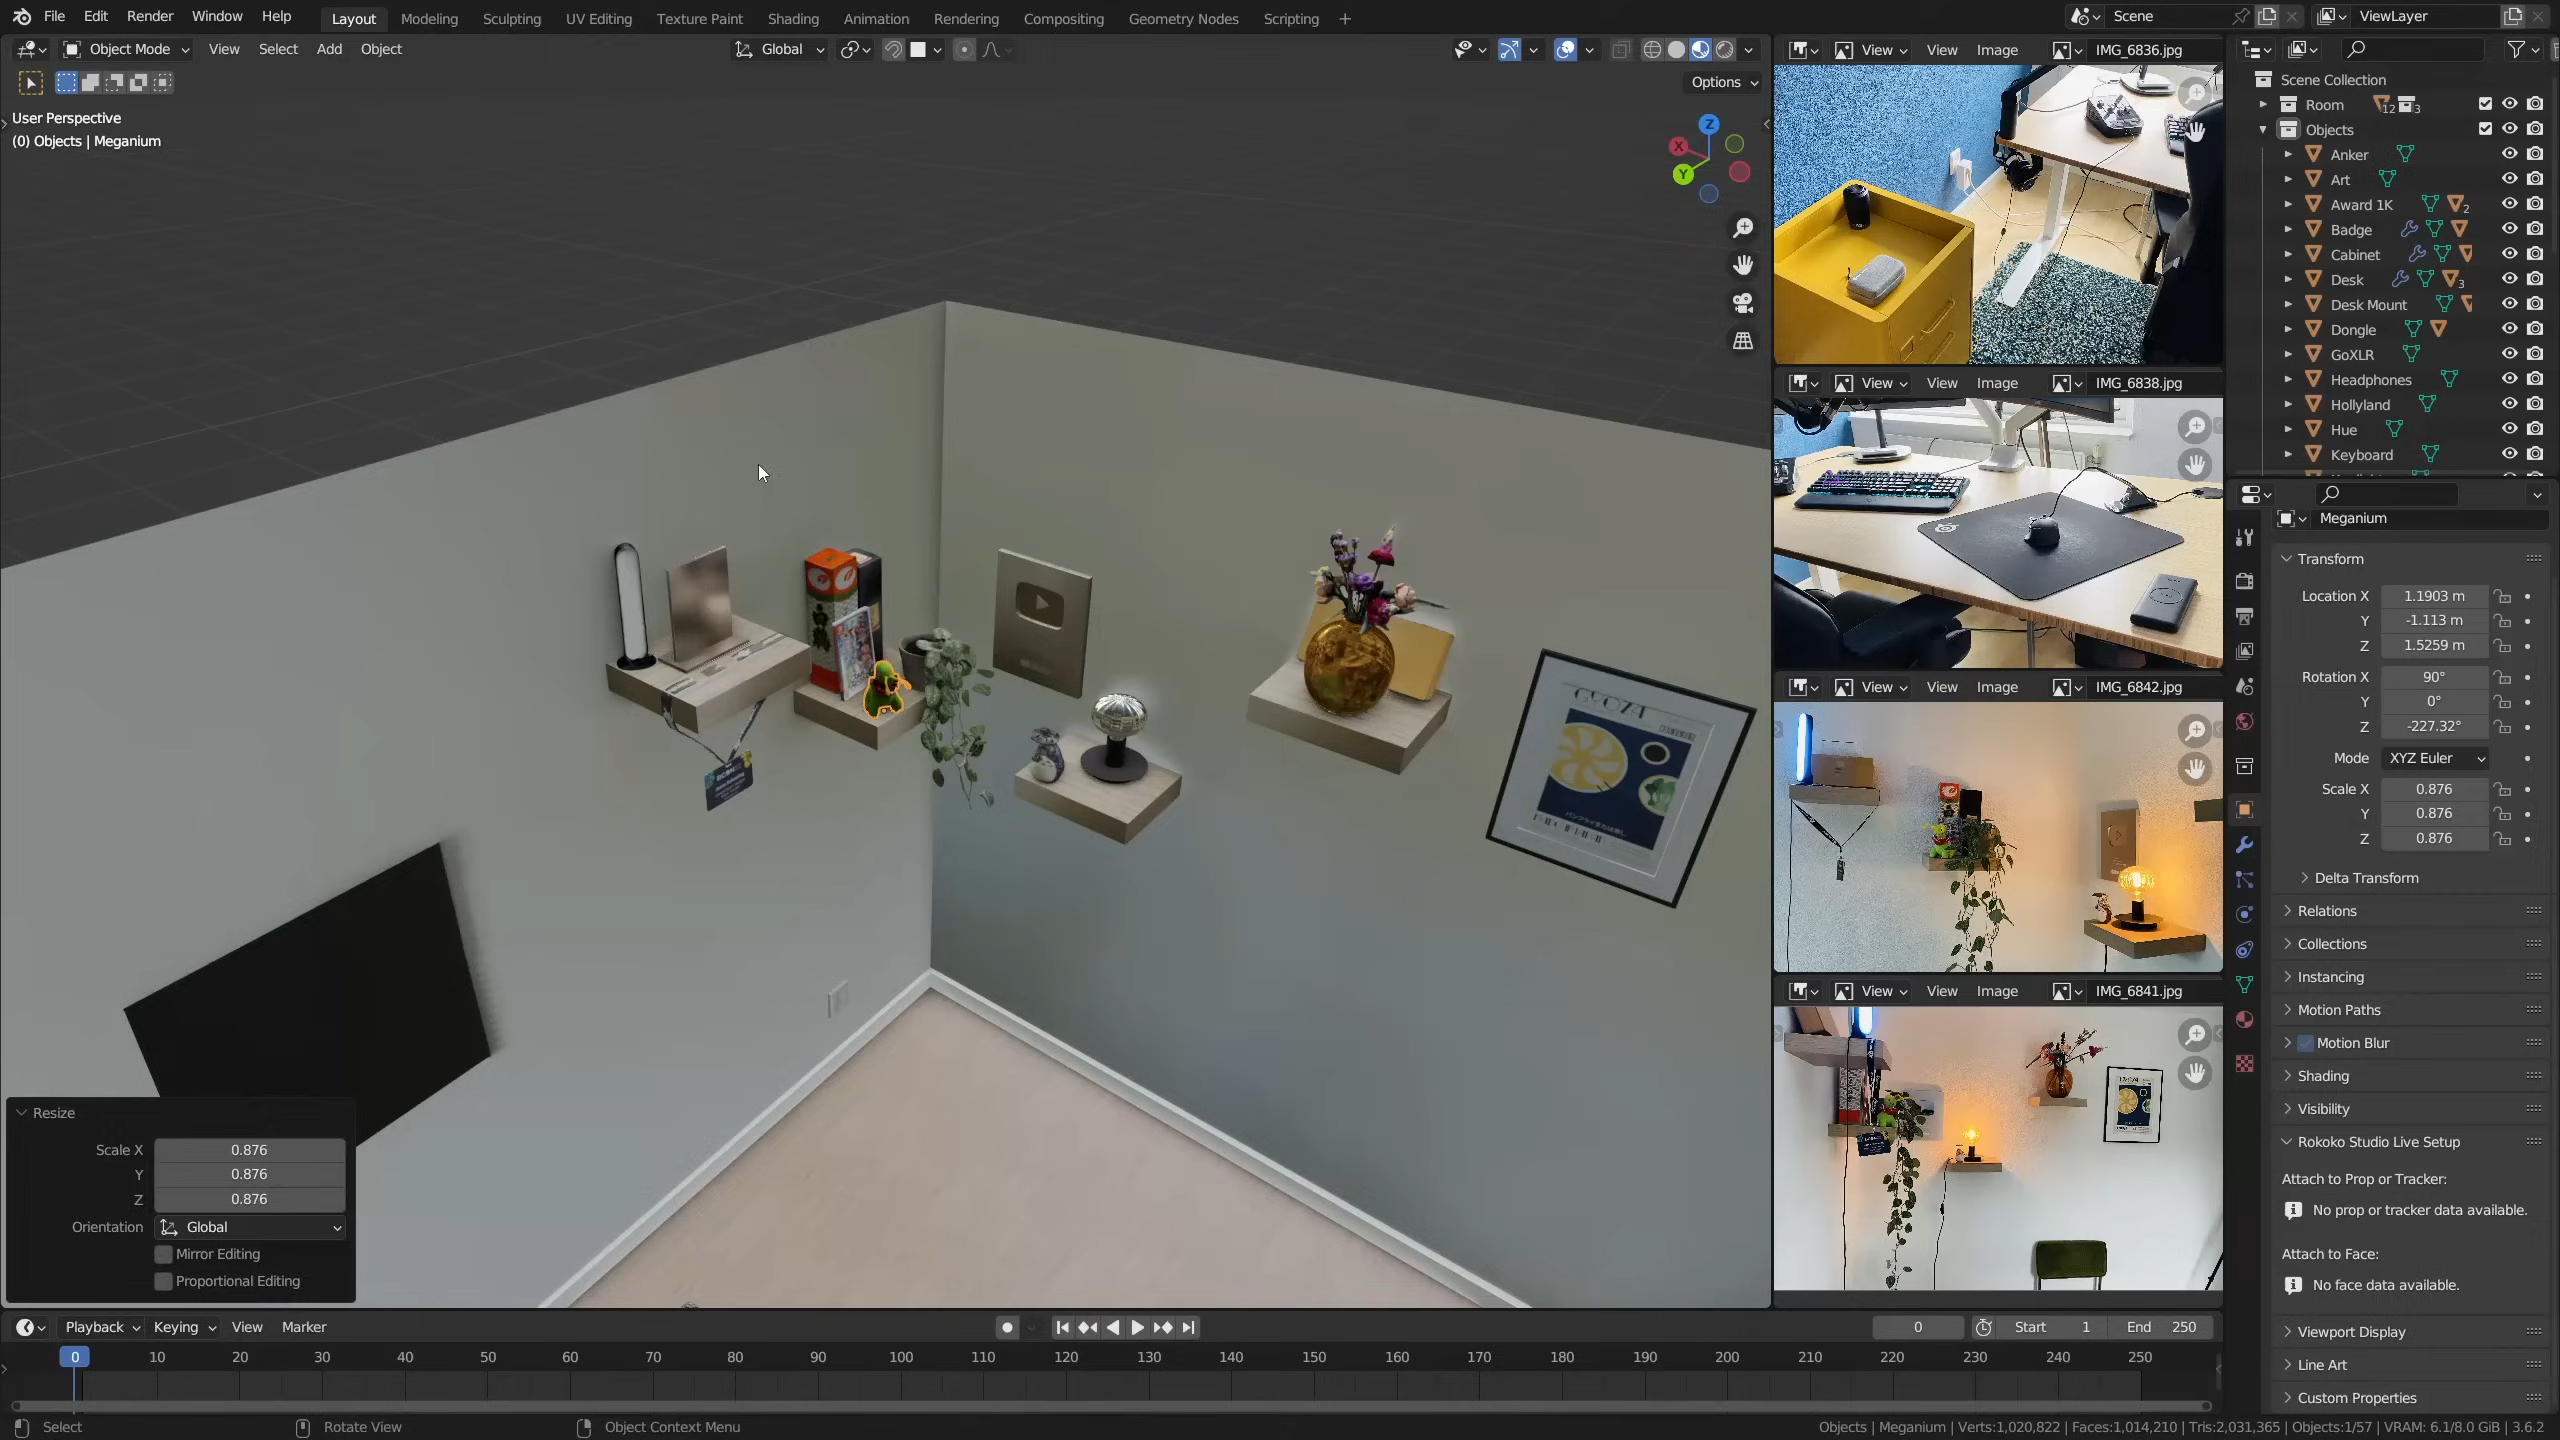 File Edit Render Window Help Layout Modeling Sculpting UV Editing Texture Paint Shading Animation Rendering Compositing Geometry Nodes Scripting + Scene ViewLayer
Object Mode View Select Add Object Global View View Image IMG_6836.jpg
Options
User Perspective
(0) Objects | Meganium
Scene Collection
Room 12 3
Objects
Anker
Art
Award 1K 2
Badge
Cabinet
Desk 3
Desk Mount
Dongle
GoXLR
Headphones
Hollyland
Hue
Keyboard
X
Y
Z
View View Image IMG_6838.jpg
View View Image IMG_6842.jpg
View View Image IMG_6841.jpg
Meganium
Transform
Location X 1.1903 m
Y -1.113 m
Z 1.5259 m
Rotation X 90°
Y 0°
Z -227.32°
Mode XYZ Euler
Scale X 0.876
Y 0.876
Z 0.876
Delta Transform
Relations
Collections
Instancing
Motion Paths
Motion Blur
Shading
Visibility
Rokoko Studio Live Setup
Attach to Prop or Tracker:
No prop or tracker data available.
Attach to Face:
No face data available.
Viewport Display
Line Art
Custom Properties
Resize
Scale X 0.876
Y 0.876
Z 0.876
Orientation Global
Mirror Editing
Proportional Editing
Playback Keying View Marker 0 Start 1 End 250
0 10 20 30 40 50 60 70 80 90 100 110 120 130 140 150 160 170 180 190 200 210 220 230 240 250
Select Rotate View Object Context Menu Objects | Meganium | Verts:1,020,822 | Faces:1,014,210 | Tris:2,031,365 | Objects:1/57 | VRAM: 6.1/8.0 GiB | 3.6.2